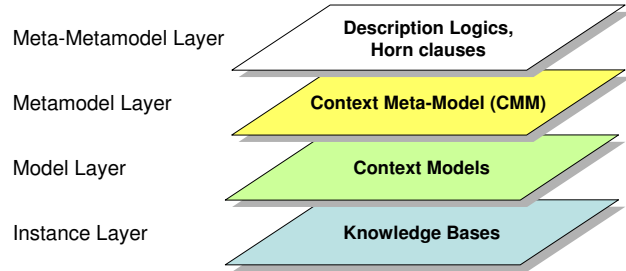 Meta-Metamodel Layer
Description Logics,
Horn clauses
Metamodel Layer
Context Meta-Model (CMM)
Model Layer
Context Models
Instance Layer
Knowledge Bases